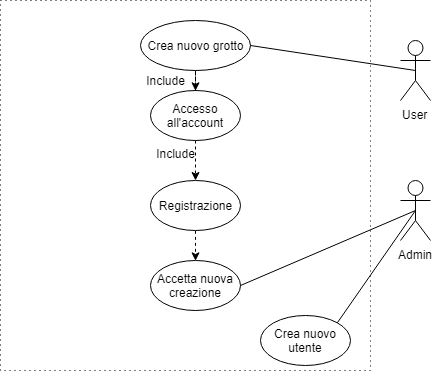 Crea nuovo grotto
Include
Accesso
all'account
User
Include
Registrazione
Accetta nuova
creazione
Admin
Crea nuovo
utente